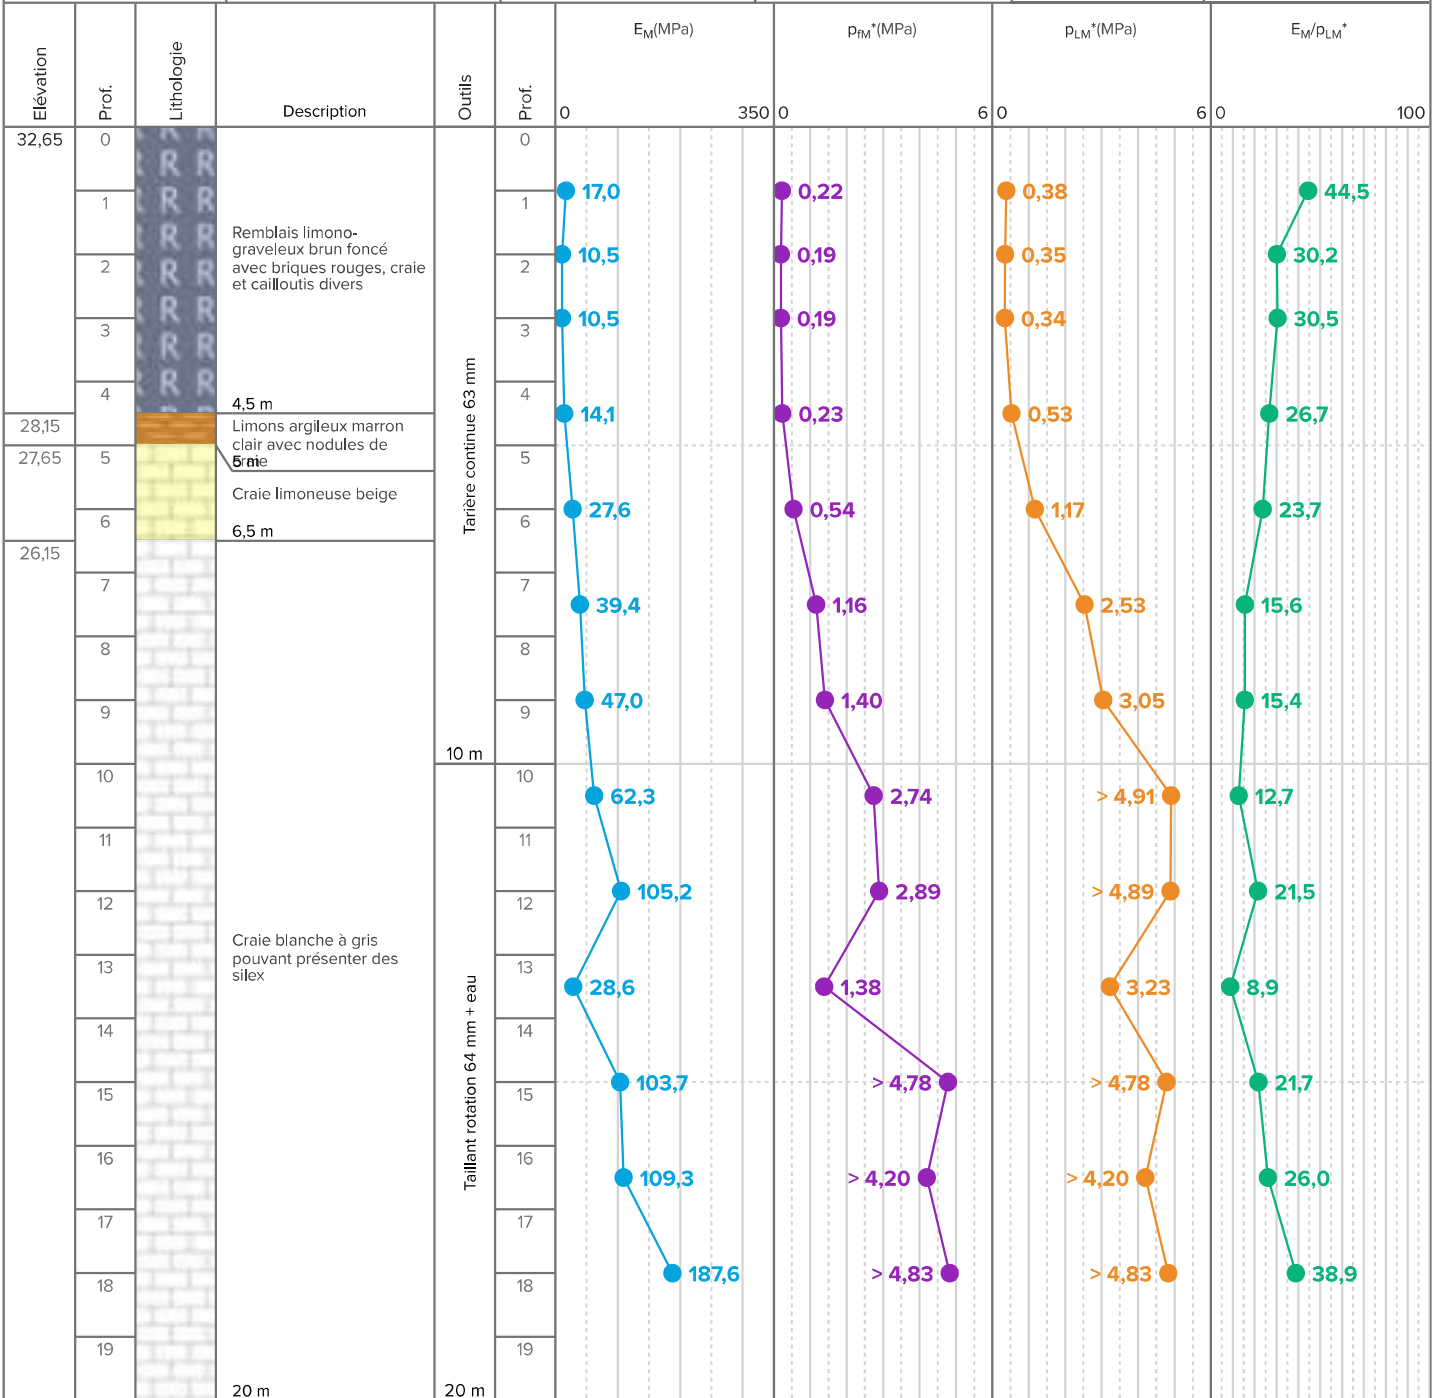 Elévation
Prof.
Lithologie
Description
Outils
Prof.
E_M(MPa)
0 350
p_fM*(MPa)
0 6
p_LM*(MPa)
0 6
E_M/p_LM*
0 100
32,65
28,15
27,65
26,15
0
1
2
3
4
5
6
7
8
9
10
11
12
13
14
15
16
17
18
19
R R
R R
R R
R R
R R
R R
R R
R R
R R
R R
Remblais limono-
graveleux brun foncé
avec briques rouges, craie
et cailloutis divers
4,5 m
Limons argileux marron
clair avec nodules de
craie
5 m
Craie limoneuse beige
6,5 m
Craie blanche à gris
pouvant présenter des
silex
20 m
Tarière continue 63 mm
10 m
Taillant rotation 64 mm + eau
20 m
0
1
2
3
4
5
6
7
8
9
10
11
12
13
14
15
16
17
18
19
17,0 0,22 0,38 44,5
10,5 0,19 0,35 30,2
10,5 0,19 0,34 30,5
14,1 0,23 0,53 26,7
27,6 0,54 1,17 23,7
39,4 1,16 2,53 15,6
47,0 1,40 3,05 15,4
62,3 2,74 > 4,91 12,7
105,2 2,89 > 4,89 21,5
28,6 1,38 3,23 8,9
103,7 > 4,78 > 4,78 21,7
109,3 > 4,20 > 4,20 26,0
187,6 > 4,83 > 4,83 38,9